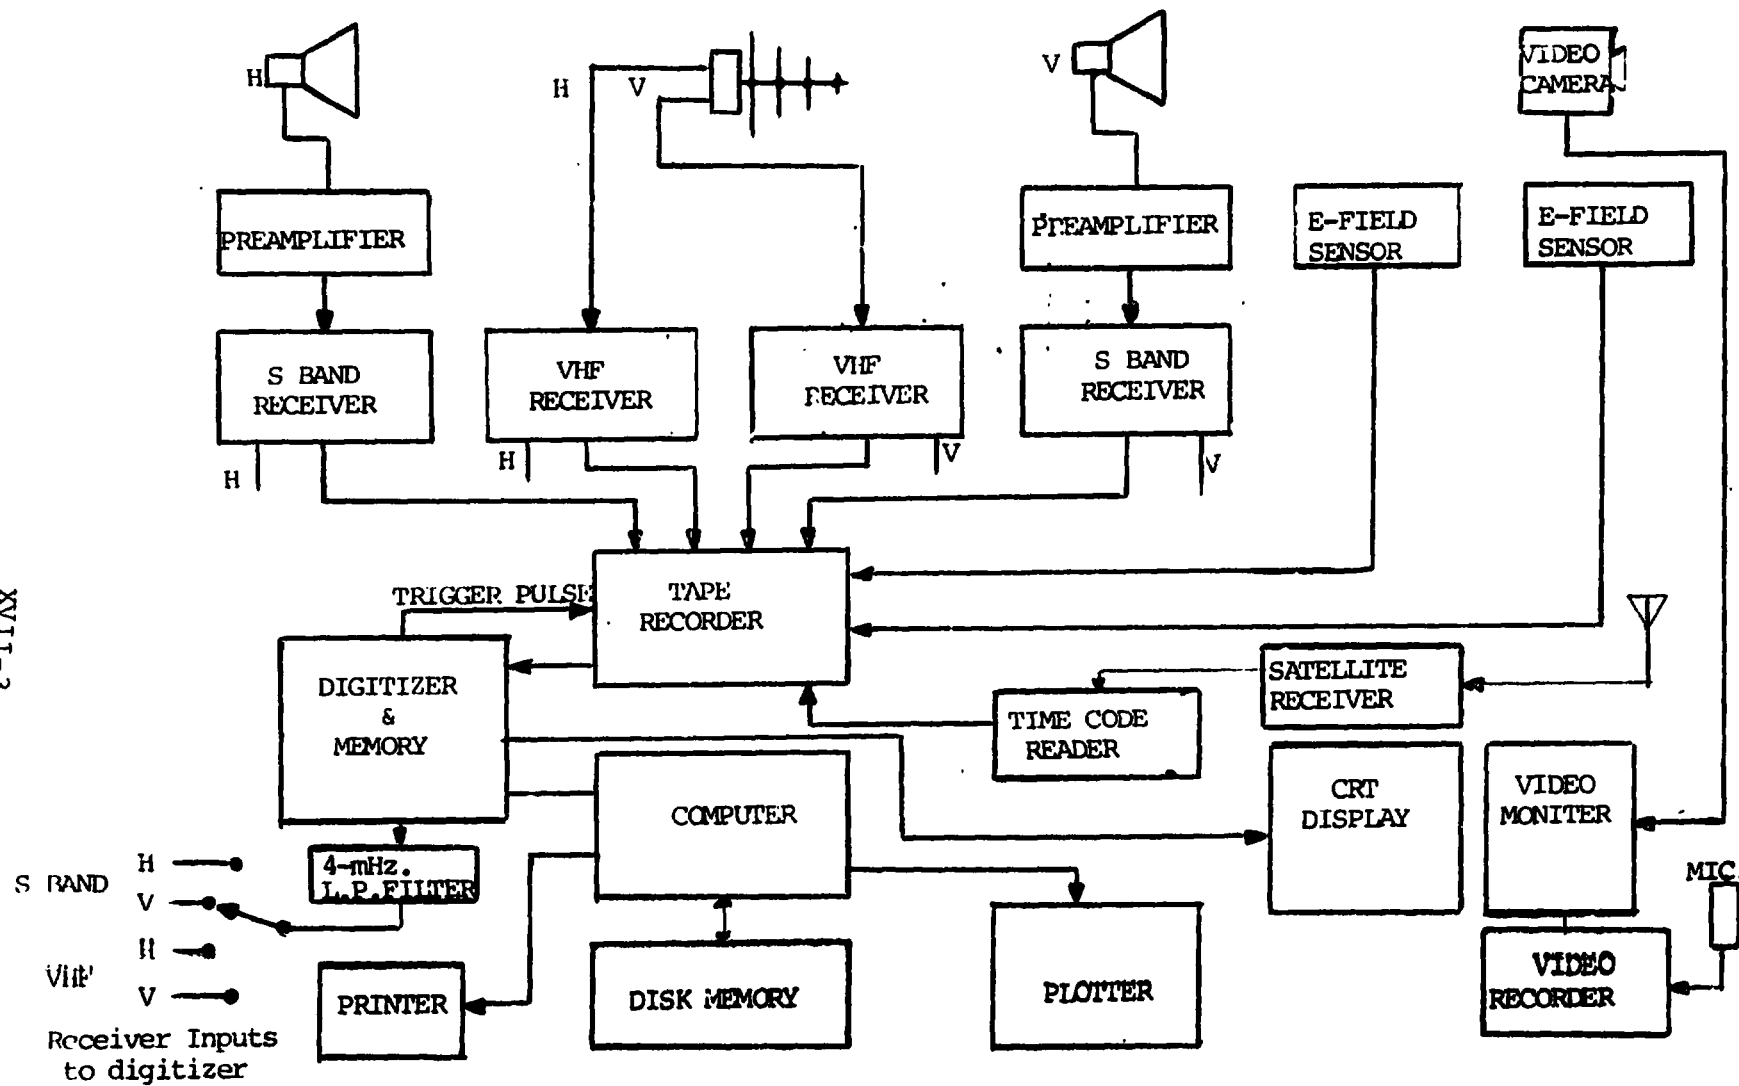 H
H
V
V
VIDEO
CAMERA
PREAMPLIFIER
PREAMPLIFIER
E-FIELD
SENSOR
E-FIELD
SENSOR
S BAND
RECEIVER
VHF
RECEIVER
VHF
RECEIVER
S BAND
RECEIVER
H
H
V
V
TRIGGER PULSE
TAPE
RECORDER
XVII-3
DIGITIZER
&
MEMORY
SATELLITE
RECEIVER
TIME CODE
READER
COMPUTER
CRT
DISPLAY
VIDEO
MONITER
4-mHz.
L.P.FILTER
S BAND
H
V
VHF
H
V
Receiver Inputs
to digitizer
PRINTER
DISK MEMORY
PLOTTER
MIC
VIDEO
RECORDER